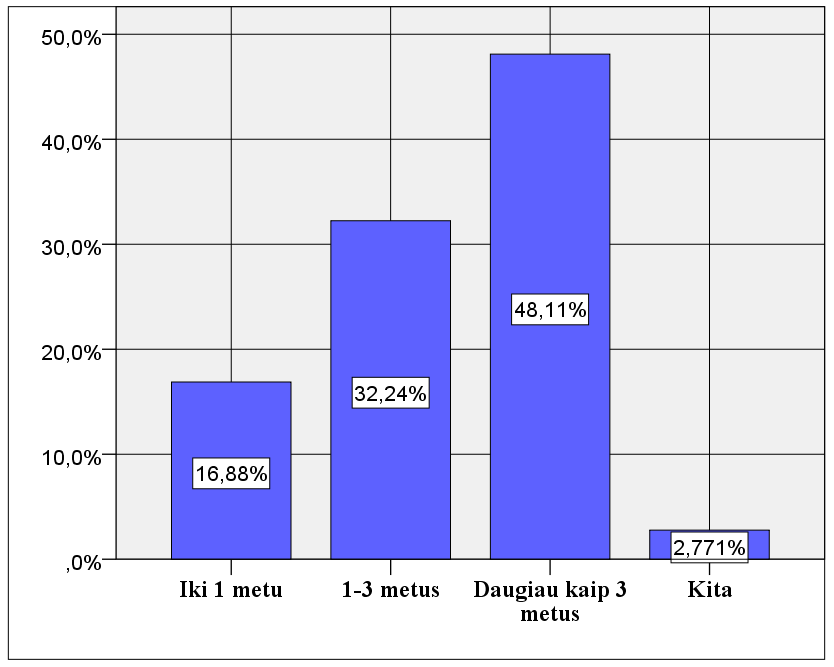 50,0%
40,0%
30,0%
20,0%
10,0%
,0%
16,88%
32,24%
48,11%
2,771%
Iki 1 metu
1-3 metus
Daugiau kaip 3
metus
Kita